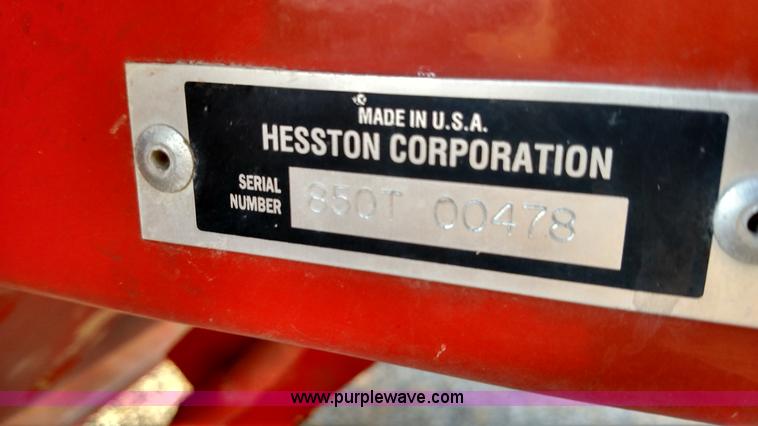 MADE IN U.S.A.
HESSTON CORPORATION
SERIAL
NUMBER
850T 00478
www.purplewave.com